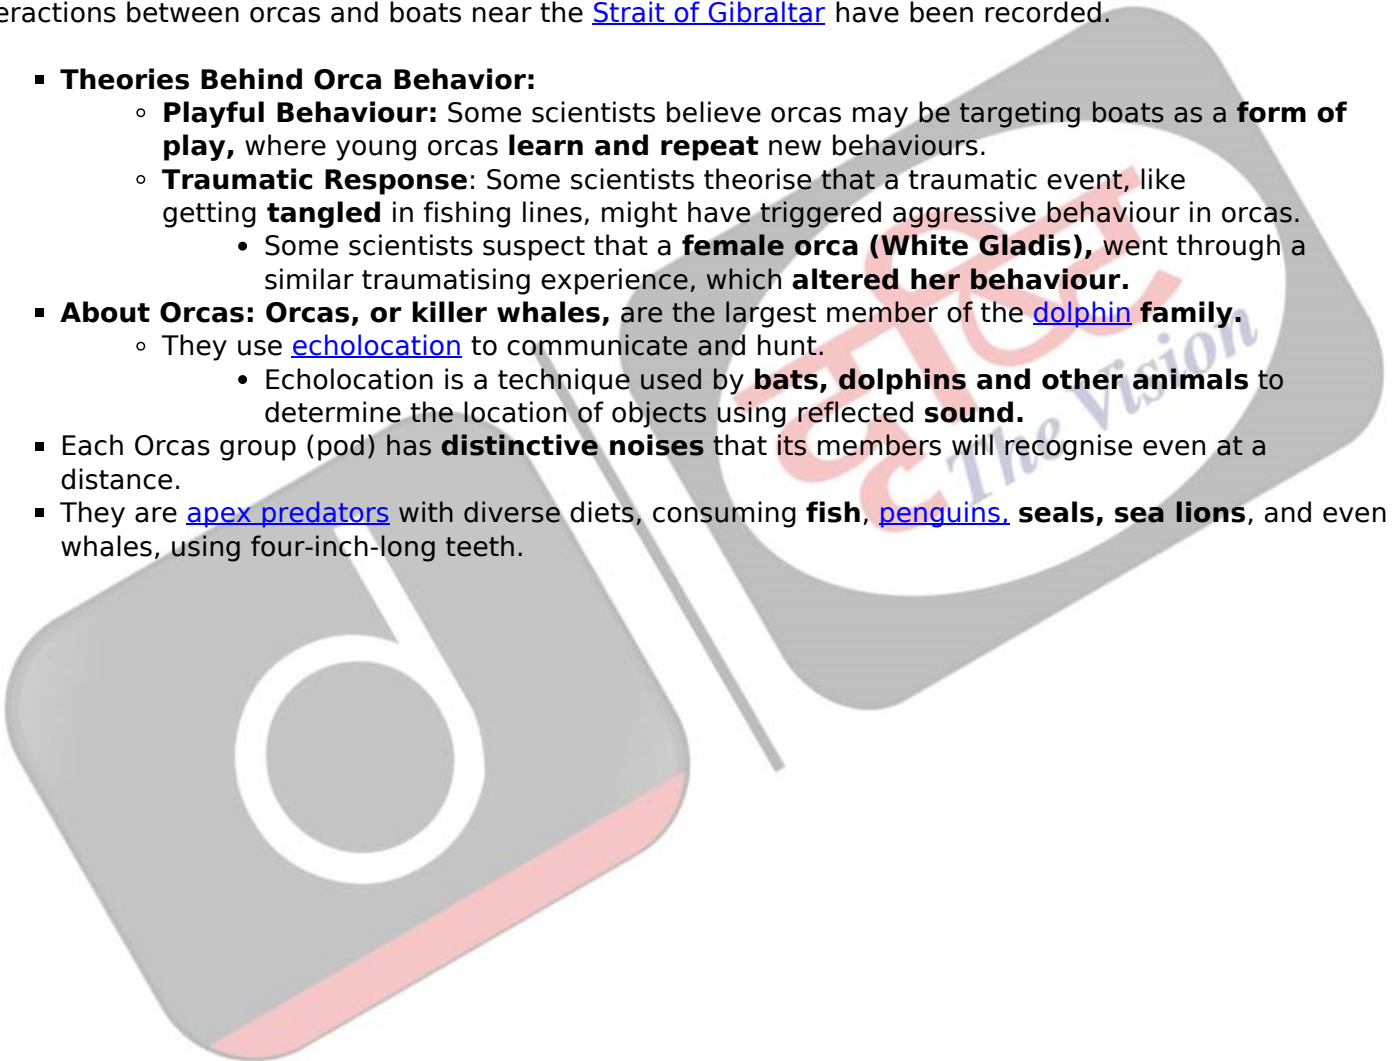 eractions between orcas and boats near the Strait of Gibraltar have been recorded.
▪ Theories Behind Orca Behavior:
◦ Playful Behaviour: Some scientists believe orcas may be targeting boats as a form of
play, where young orcas learn and repeat new behaviours.
◦ Traumatic Response: Some scientists theorise that a traumatic event, like
getting tangled in fishing lines, might have triggered aggressive behaviour in orcas.
• Some scientists suspect that a female orca (White Gladis), went through a
similar traumatising experience, which altered her behaviour.
▪ About Orcas: Orcas, or killer whales, are the largest member of the dolphin family.
◦ They use echolocation to communicate and hunt.
• Echolocation is a technique used by bats, dolphins and other animals to
determine the location of objects using reflected sound.
▪ Each Orcas group (pod) has distinctive noises that its members will recognise even at a
distance.
▪ They are apex predators with diverse diets, consuming fish, penguins, seals, sea lions, and even
whales, using four-inch-long teeth.
दृष्टि
The Vision
d